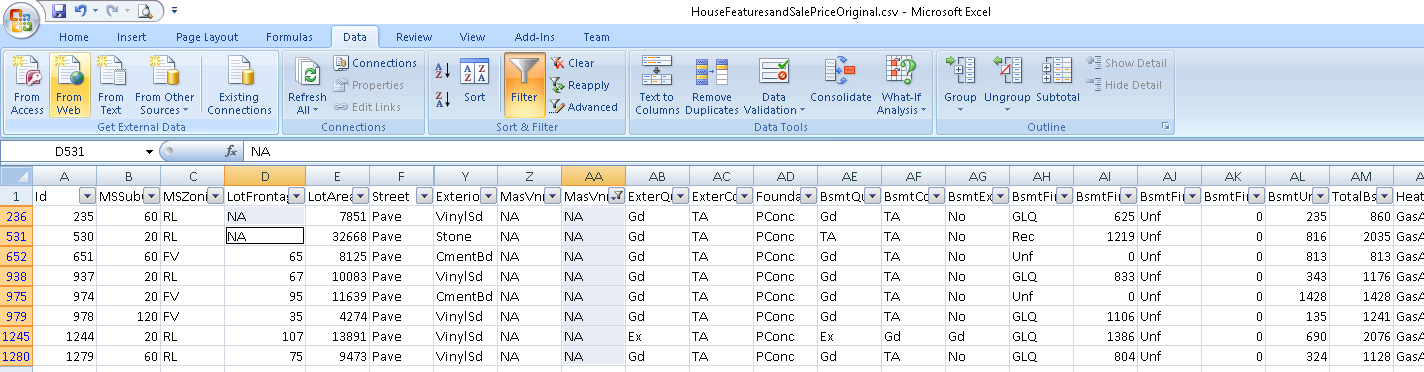 HouseFeaturesandSalePriceOriginal.csv - Microsoft Excel
Home Insert Page Layout Formulas Data Review View Add-Ins Team
From Access From Web From Text From Other Sources Existing Connections Refresh All Connections Properties Edit Links Sort Filter Clear Reapply Advanced Text to Columns Remove Duplicates Data Validation Consolidate What-If Analysis Group Ungroup Subtotal Show Detail Hide Detail
Get External Data Connections Sort & Filter Data Tools Outline
D531 fx NA
A B C D E F Y Z AA AB AC AD AE AF AG AH AI AJ AK AL AM
1 Id MSSubc MSZoni LotFrontag LotArea Street Exterio MasVnr MasVnr ExterQu ExterCo Founda BsmtQu BsmtCo BsmtEx BsmtFi BsmtFin BsmtFi BsmtFin BsmtUn TotalBs Heat
236 235 60 RL NA 7851 Pave VinylSd NA NA Gd TA PConc Gd TA No GLQ 625 Unf 0 235 860 GasA
531 530 20 RL NA 32668 Pave Stone NA NA Gd TA PConc TA TA No Rec 1219 Unf 0 816 2035 GasA
652 651 60 FV 65 8125 Pave CmentBd NA NA Gd TA PConc Gd TA No Unf 0 Unf 0 813 813 GasA
938 937 20 RL 67 10083 Pave VinylSd NA NA Gd TA PConc Gd TA No GLQ 833 Unf 0 343 1176 GasA
975 974 20 FV 95 11639 Pave CmentBd NA NA Gd TA PConc Gd TA No Unf 0 Unf 0 1428 1428 GasA
979 978 120 FV 35 4274 Pave VinylSd NA NA Gd TA PConc Gd TA No GLQ 1106 Unf 0 135 1241 GasA
1245 1244 20 RL 107 13891 Pave VinylSd NA NA Ex TA PConc Ex Gd Gd GLQ 1386 Unf 0 690 2076 GasA
1280 1279 60 RL 75 9473 Pave VinylSd NA NA Gd TA PConc Gd TA No GLQ 804 Unf 0 324 1128 GasA